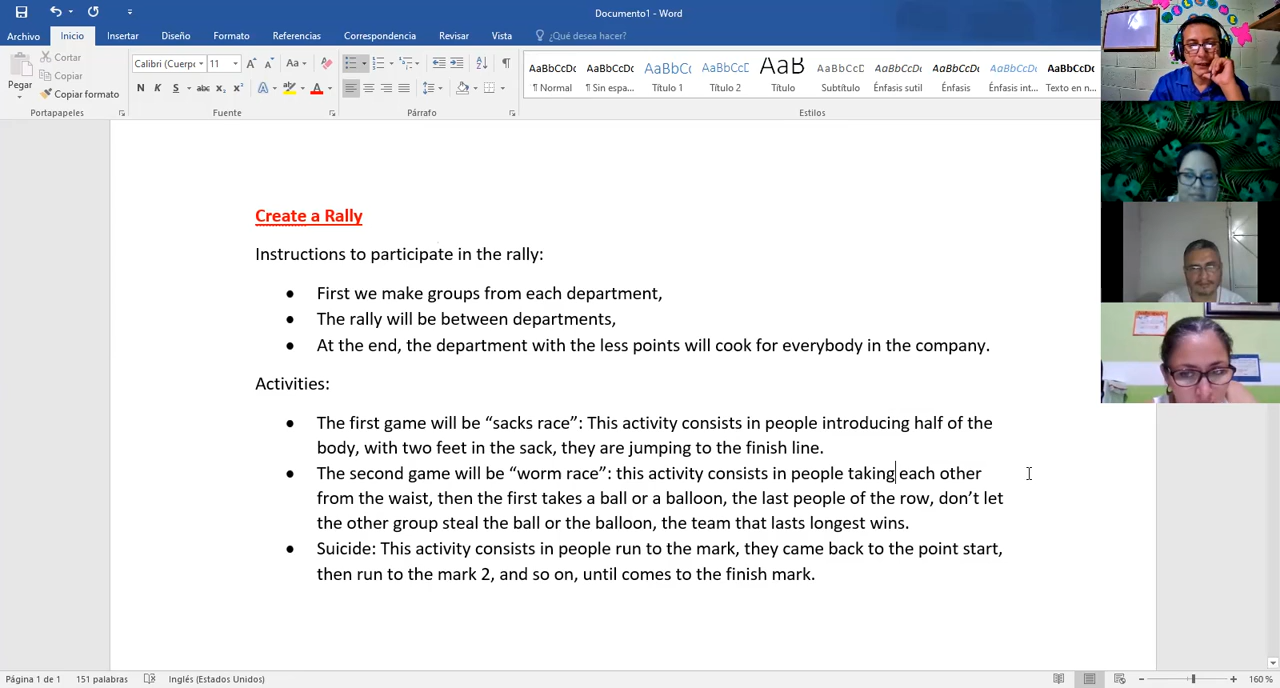 Documento1 - Word
Archivo Inicio Insertar Diseño Formato Referencias Correspondencia Revisar Vista ¿Qué desea hacer?
Pegar
Cortar
Copiar
Copiar formato
Portapapeles
Calibri (Cuerpo 11
Fuente
Párrafo
AaBbCcDc AaBbCcDc AaBbCc AaBbCcD AaB AaBbCcD AaBbCcDc AaBbCcDc AaBbCcDc AaBbCcDc
¶ Normal ¶ Sin espa... Título 1 Título 2 Título Subtítulo Énfasis sutil Énfasis Énfasis int... Texto en n...
Estilos
Create a Rally
Instructions to participate in the rally:
• First we make groups from each department,
• The rally will be between departments,
• At the end, the department with the less points will cook for everybody in the company.
Activities:
• The first game will be “sacks race”: This activity consists in people introducing half of the
body, with two feet in the sack, they are jumping to the finish line.
• The second game will be “worm race”: this activity consists in people taking each other
from the waist, then the first takes a ball or a balloon, the last people of the row, don’t let
the other group steal the ball or the balloon, the team that lasts longest wins.
• Suicide: This activity consists in people run to the mark, they came back to the point start,
then run to the mark 2, and so on, until comes to the finish mark.
Página 1 de 1 151 palabras Inglés (Estados Unidos) 160 %